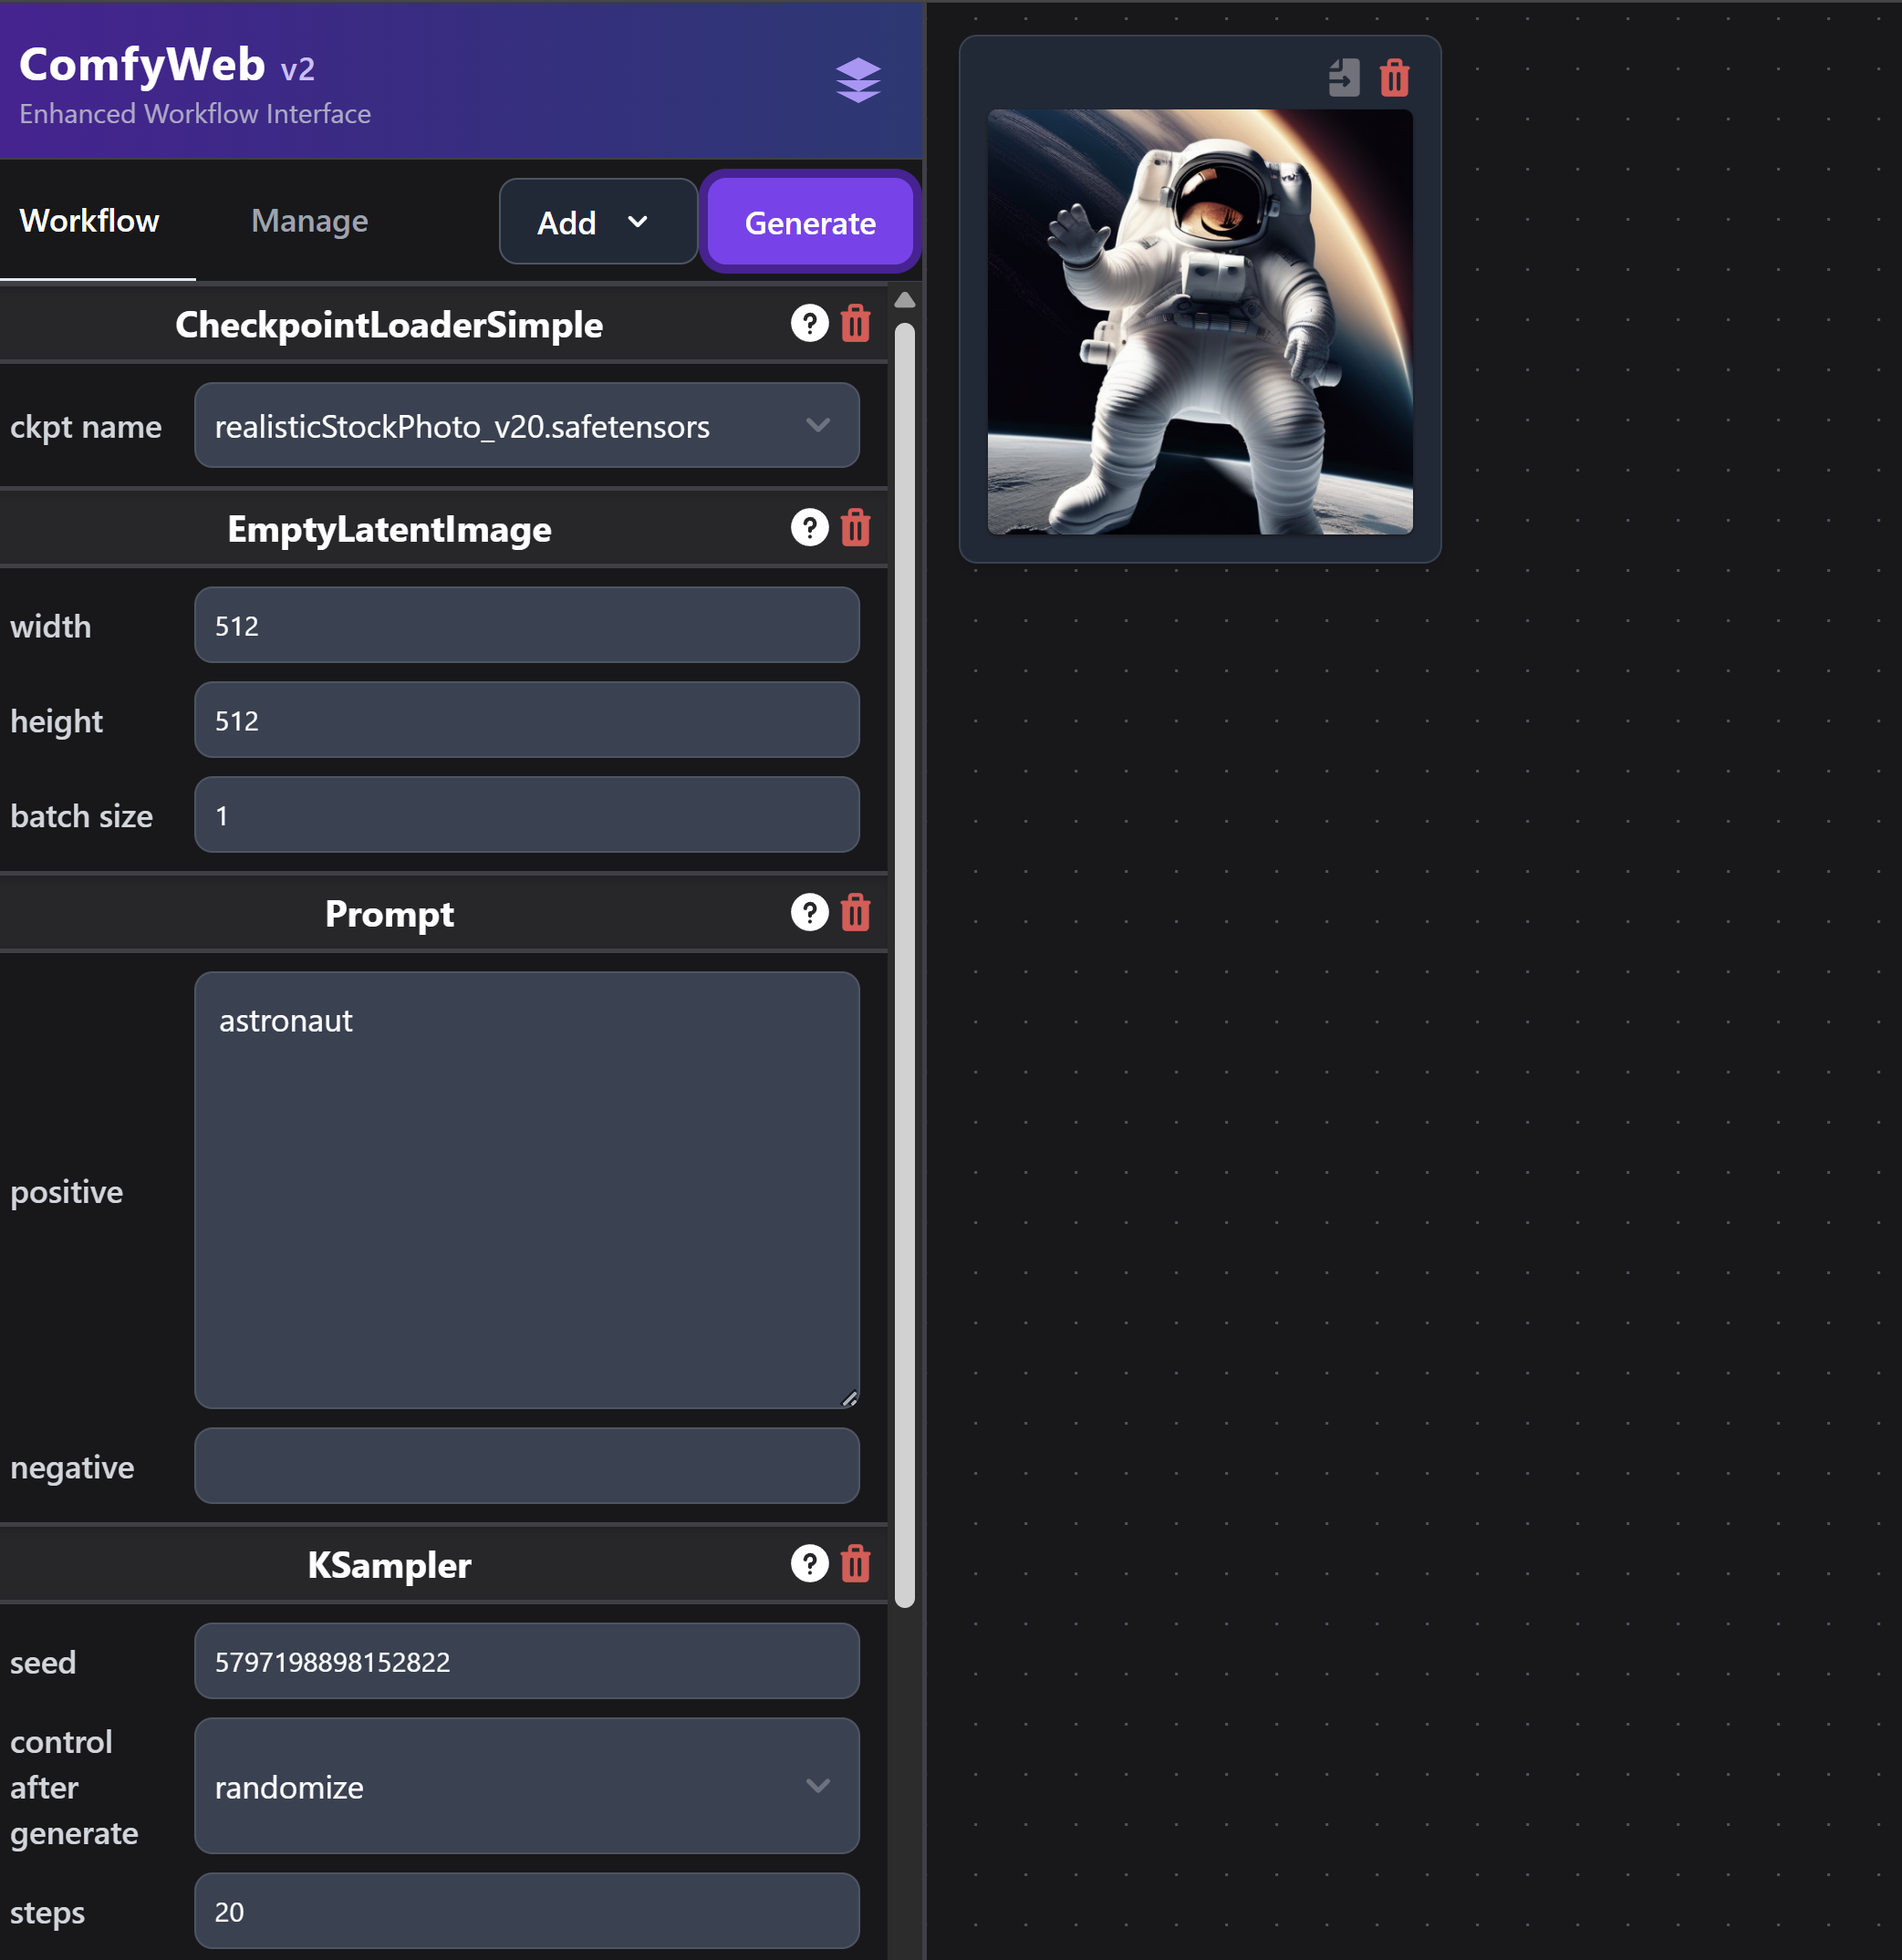 ComfyWeb v2
Enhanced Workflow Interface
Workflow
Manage
Add
Generate
CheckpointLoaderSimple
?
ckpt name
realisticStockPhoto_v20.safetensors
EmptyLatentImage
?
width
512
height
512
batch size
1
Prompt
?
positive
astronaut
negative
KSampler
?
seed
5797198898152822
control
after
generate
randomize
steps
20